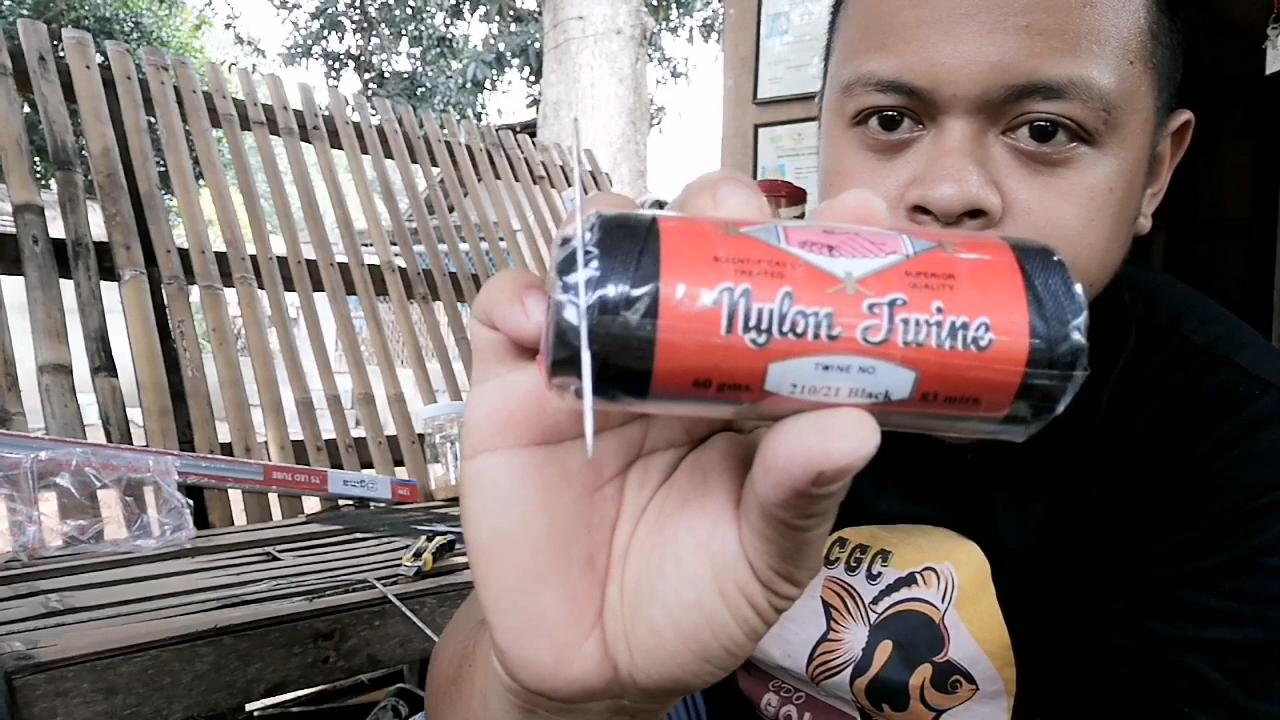 SCIENTIFICALLY
TREATED
SUPERIOR
QUALITY
Nylon Twine
TWINE NO
60 gms. 210/21 Black 83 mtrs.
T5 LED TUBE
CGC
CDO